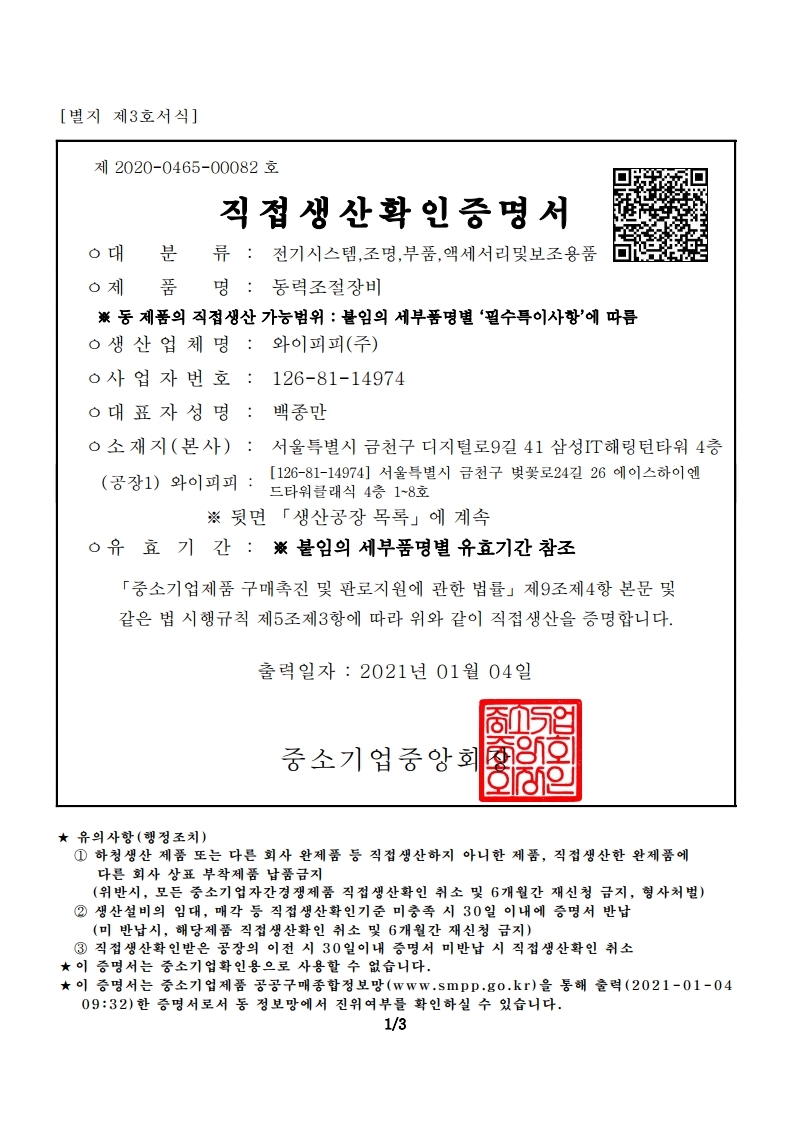 [별지 제3호서식]
제 2020-0465-00082 호
직접생산확인증명서
ㅇ대 분 류 : 전기시스템,조명,부품,액세서리및보조용품
ㅇ제 품 명 : 동력조절장비
※ 동 제품의 직접생산 가능범위 : 붙임의 세부품명별 ‘필수특이사항’에 따름
ㅇ생산업체명 : 와이피피(주)
ㅇ사업자번호 : 126-81-14974
ㅇ대표자성명 : 백종만
ㅇ소재지(본사) : 서울특별시 금천구 디지털로9길 41 삼성IT해링턴타워 4층
(공장1) 와이피피 : [126-81-14974] 서울특별시 금천구 벚꽃로24길 26 에이스하이엔
드타워클래식 4층 1~8호
※ 뒷면 「생산공장 목록」에 계속
ㅇ유 효 기 간 : ※ 붙임의 세부품명별 유효기간 참조
「중소기업제품 구매촉진 및 판로지원에 관한 법률」제9조제4항 본문 및
같은 법 시행규칙 제5조제3항에 따라 위와 같이 직접생산을 증명합니다.
출력일자 : 2021년 01월 04일
중소기업중앙회장
중소기업
중앙회
회장인
★ 유의사항(행정조치)
① 하청생산 제품 또는 다른 회사 완제품 등 직접생산하지 아니한 제품, 직접생산한 완제품에
다른 회사 상표 부착제품 납품금지
(위반시, 모든 중소기업자간경쟁제품 직접생산확인 취소 및 6개월간 재신청 금지, 형사처벌)
② 생산설비의 임대, 매각 등 직접생산확인기준 미충족 시 30일 이내에 증명서 반납
(미 반납시, 해당제품 직접생산확인 취소 및 6개월간 재신청 금지)
③ 직접생산확인받은 공장의 이전 시 30일이내 증명서 미반납 시 직접생산확인 취소
★이 증명서는 중소기업확인용으로 사용할 수 없습니다.
★이 증명서는 중소기업제품 공공구매종합정보망(www.smpp.go.kr)을 통해 출력(2021-01-04
09:32)한 증명서로서 동 정보망에서 진위여부를 확인하실 수 있습니다.
1/3